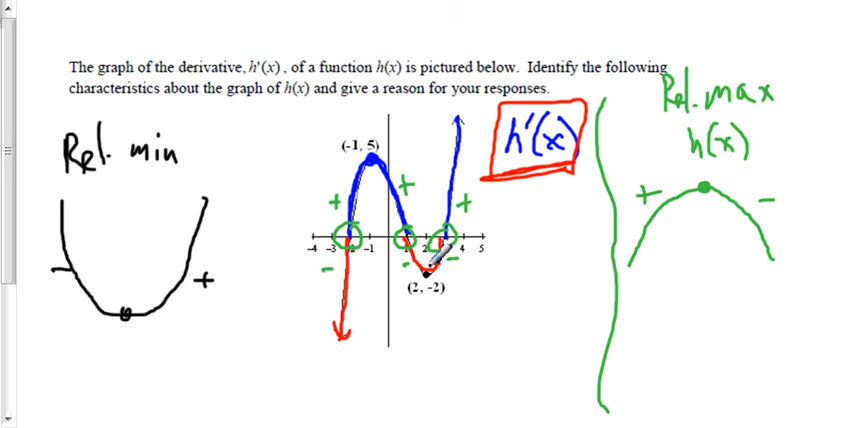 The graph of the derivative, h'(x), of a function h(x) is pictured below. Identify the following
characteristics about the graph of h(x) and give a reason for your responses.
Rel. max
h(x)
h'(x)
Rel. min
(-1, 5)
+ + +
+ -
-4 -3 -2 -1 1 2 4 5
- - -
- +
(2, -2)